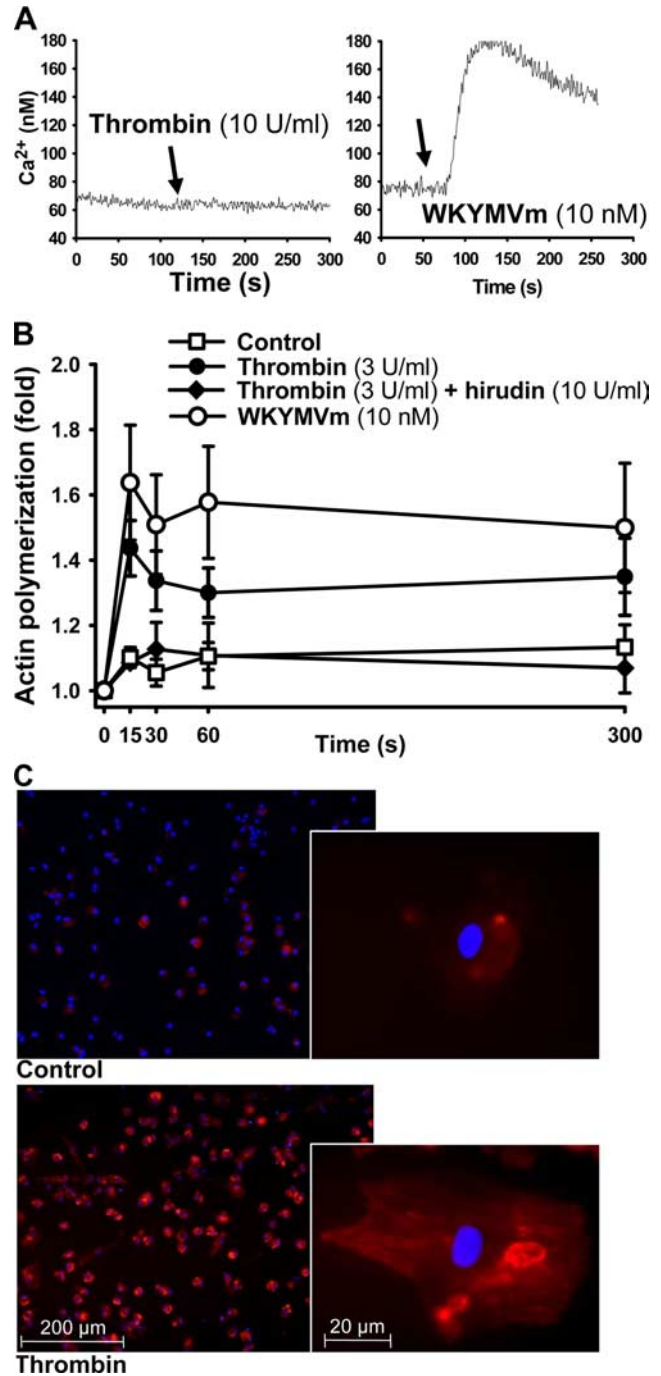 A
180
160
140
120
100
80
60
40
Ca2+ (nM)
Thrombin (10 U/ml)
0 50 100 150 200 250 300
Time (s)
180
160
140
120
100
80
60
40
WKYMVm (10 nM)
0 50 100 150 200 250 300
Time (s)
B
Control
Thrombin (3 U/ml)
Thrombin (3 U/ml) + hirudin (10 U/ml)
WKYMVm (10 nM)
Actin polymerization (fold)
2.0
1.8
1.6
1.4
1.2
1.0
0 15 30 60 300
Time (s)
C
Control
200 µm
20 µm
Thrombin